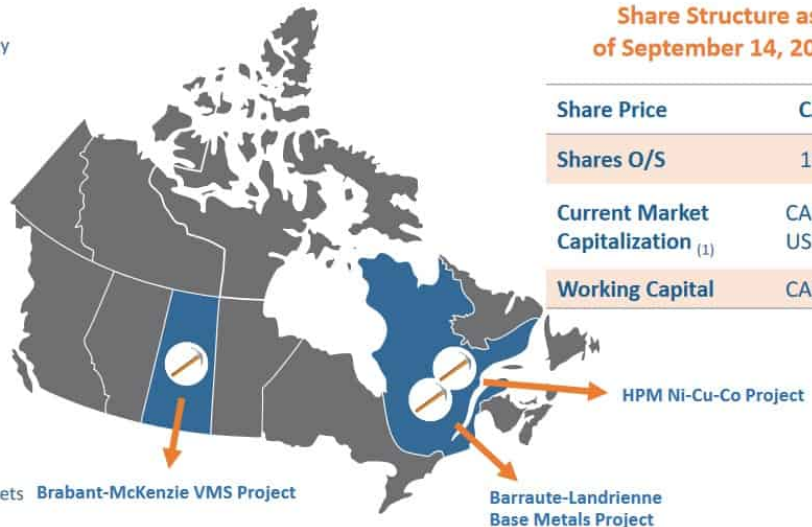 y
Share Structure as
of September 14, 20
Share Price C
Shares O/S 1
Current Market CA
Capitalization (1) US
Working Capital CA
HPM Ni-Cu-Co Project
ets Brabant-McKenzie VMS Project
Barraute-Landrienne
Base Metals Project